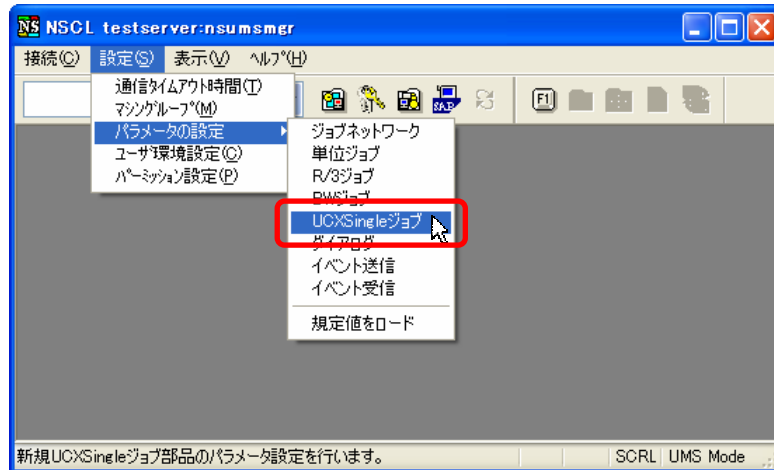 NS NSCL testserver:nsumsmgr
接続(C) 設定(S) 表示(V) ヘルプ(H)
通信タイムアウト時間(T)
マシングループ(M)
パラメータの設定
ユーザ環境設定(C)
パーミッション設定(P)
SAP
F1
ジョブネットワーク
単位ジョブ
R/3ジョブ
BWジョブ
UCXSingleジョブ
ダイアログ
イベント送信
イベント受信
規定値をロード
新規UCXSingleジョブ部品のパラメータ設定を行います。
SCRL UMS Mode